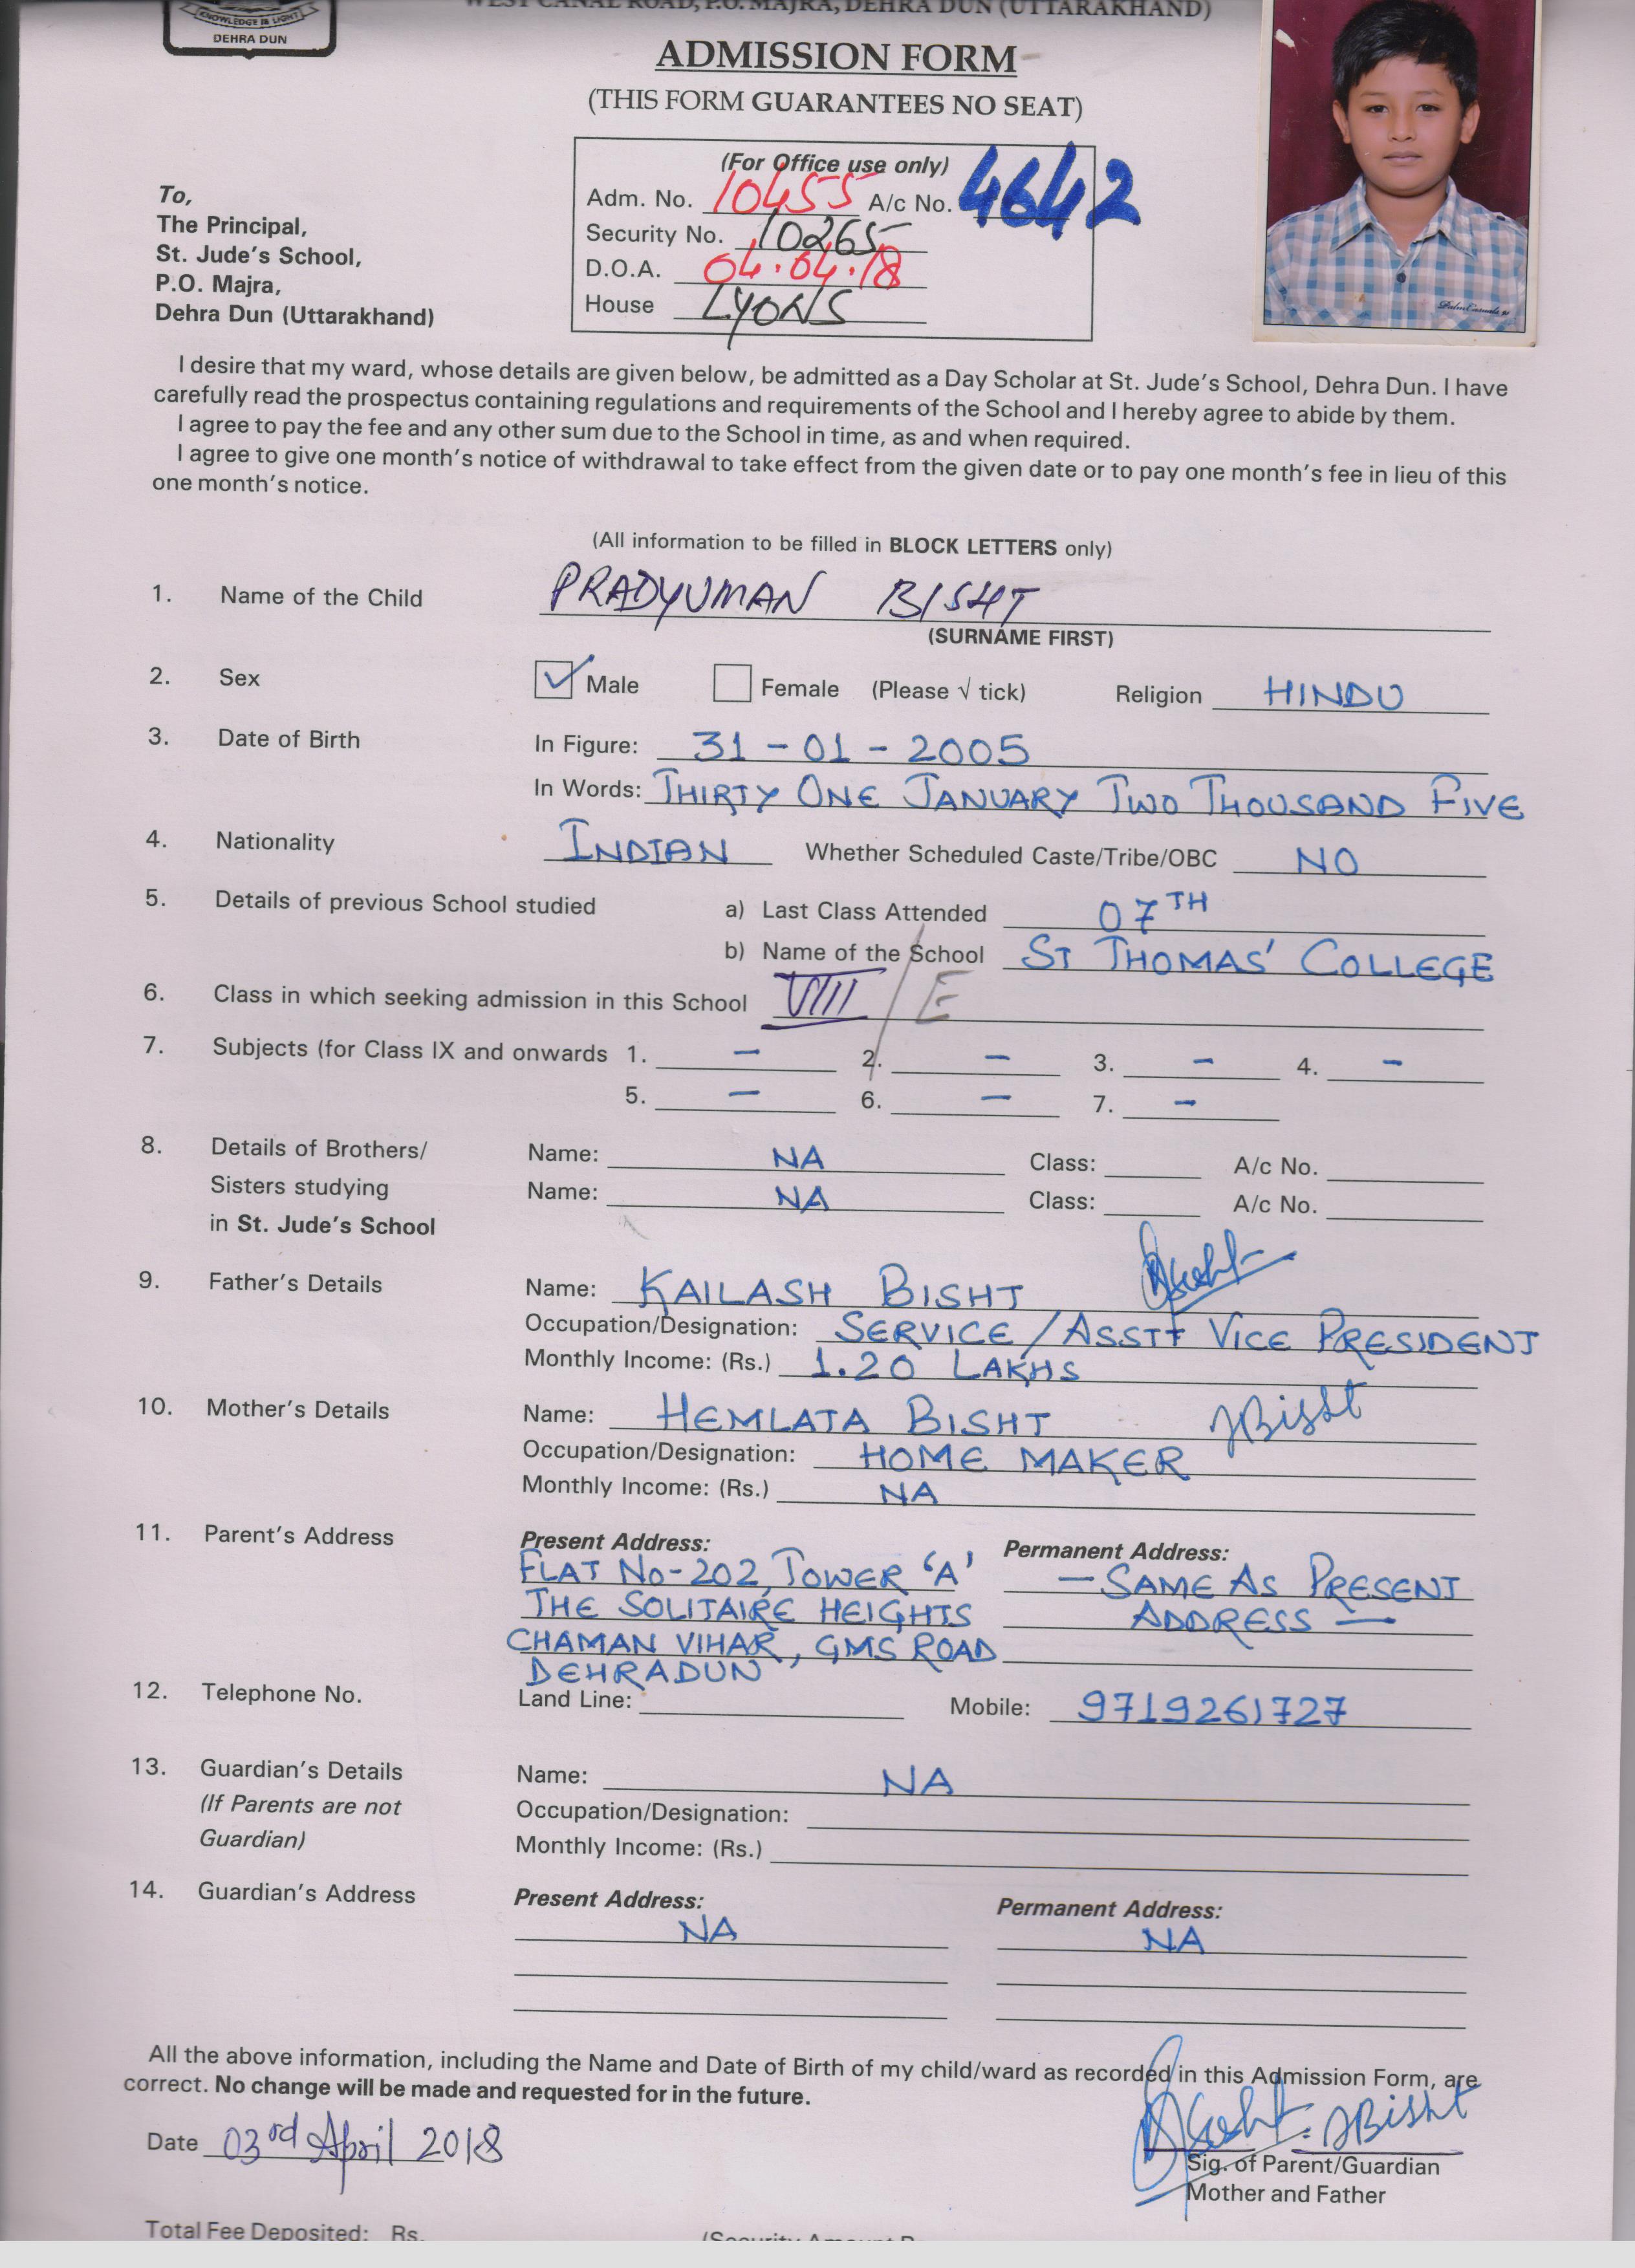 WEST CANAL ROAD, P.O. MAJRA, DEHRA DUN (UTTARAKHAND)
KNOWLEDGE IS LIGHT
DEHRA DUN
ADMISSION FORM
(THIS FORM GUARANTEES NO SEAT)
(For Office use only)
Adm. No. 10455 A/c No. 4642
Security No. 10265
D.O.A. 04.04.18
House LYONS
To,
The Principal,
St. Jude's School,
P.O. Majra,
Dehra Dun (Uttarakhand)
I desire that my ward, whose details are given below, be admitted as a Day Scholar at St. Jude's School, Dehra Dun. I have
carefully read the prospectus containing regulations and requirements of the School and I hereby agree to abide by them.
I agree to pay the fee and any other sum due to the School in time, as and when required.
I agree to give one month's notice of withdrawal to take effect from the given date or to pay one month's fee in lieu of this
one month's notice.
(All information to be filled in BLOCK LETTERS only)
1. Name of the Child PRADYUMAN BISHT
(SURNAME FIRST)
2. Sex Male Female (Please √ tick) Religion HINDU
3. Date of Birth In Figure: 31-01-2005
In Words: THIRTY ONE JANUARY TWO THOUSAND FIVE
4. Nationality INDIAN Whether Scheduled Caste/Tribe/OBC NO
5. Details of previous School studied a) Last Class Attended 07TH
b) Name of the School ST THOMAS' COLLEGE
6. Class in which seeking admission in this School VIII / E
7. Subjects (for Class IX and onwards 1. - 2. - 3. - 4. -
5. - 6. - 7. -
8. Details of Brothers/ Name: NA Class: A/c No.
Sisters studying Name: NA Class: A/c No.
in St. Jude's School
9. Father's Details Name: KAILASH BISHT
Occupation/Designation: SERVICE/ASSTT VICE PRESIDENT
Monthly Income: (Rs.) 1.20 LAKHS
10. Mother's Details Name: HEMLATA BISHT HBisht
Occupation/Designation: HOME MAKER
Monthly Income: (Rs.) NA
11. Parent's Address Present Address: Permanent Address:
FLAT NO-202, TOWER 'A' - SAME AS PRESENT
THE SOLITAIRE HEIGHTS ADDRESS -
CHAMAN VIHAR, GMS ROAD
DEHRADUN
12. Telephone No. Land Line: Mobile: 9719261727
13. Guardian's Details Name: NA
(If Parents are not Occupation/Designation:
Guardian) Monthly Income: (Rs.)
14. Guardian's Address Present Address: Permanent Address:
NA NA
All the above information, including the Name and Date of Birth of my child/ward as recorded in this Admission Form, are
correct. No change will be made and requested for in the future.
Date 03rd April 2018 HBisht
Sig. of Parent/Guardian
Mother and Father
Total Fee Deposited: Rs.